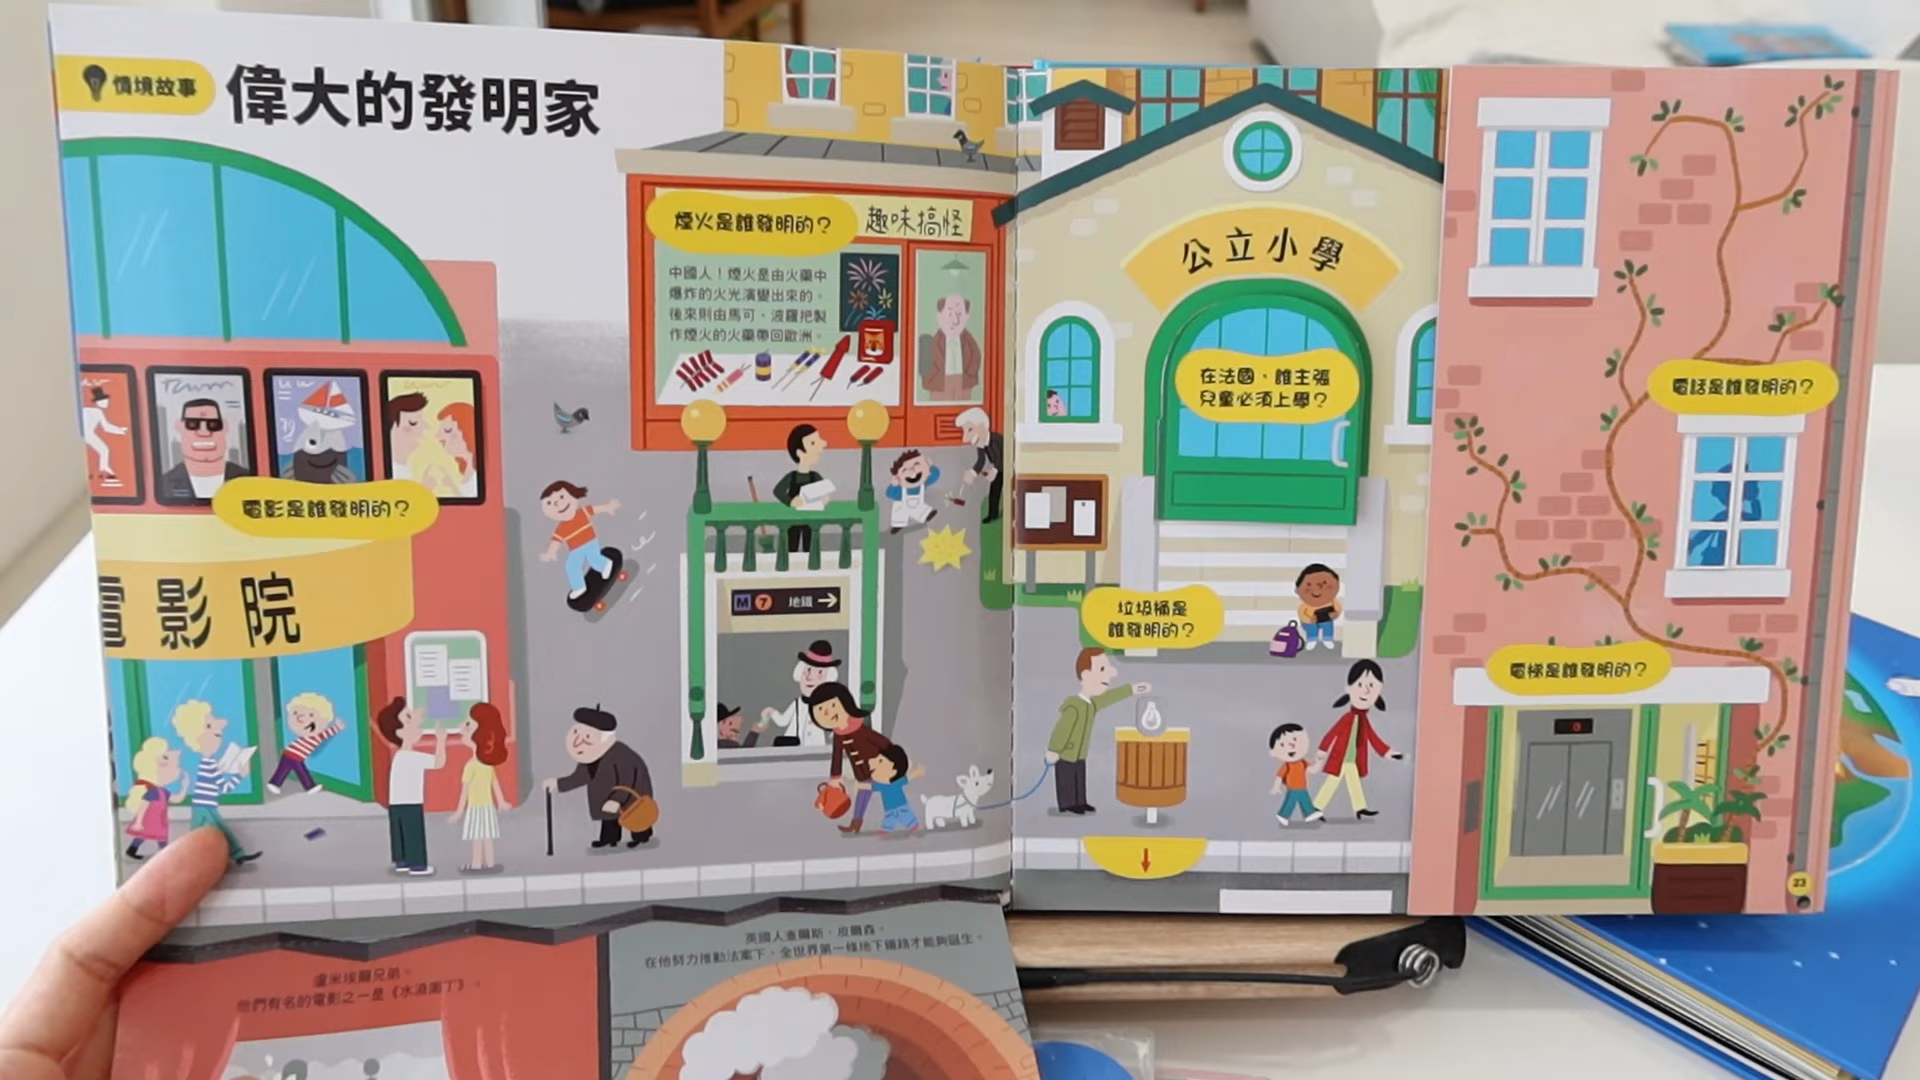 情境故事
偉大的發明家
煙火是誰發明的？
趣味搞怪
中國人！煙火是由火藥中
爆炸的火光演變出來的。
後來則由馬可・波羅把製
作煙火的火藥帶回歐洲。
電影是誰發明的？
電影院
M 7 地鐵
公立小學
在法國，誰主張
兒童必須上學？
垃圾桶是
誰發明的？
電話是誰發明的？
電梯是誰發明的？
23
盧米埃爾兄弟。
他們有名的電影之一是《水澆園丁》。
英國人查爾斯・皮爾森。
在他努力推動法案下，全世界第一條地下鐵路才能夠誕生。